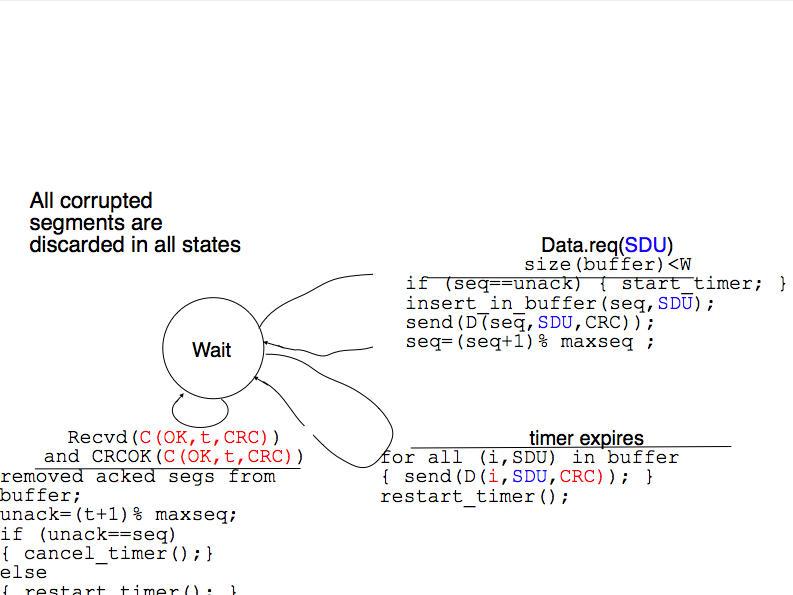 All corrupted
segments are
discarded in all states
Data.req(SDU)
size(buffer)<W
if (seq==unack) { start_timer; }
insert_in_buffer(seq,SDU);
send(D(seq,SDU,CRC));
seq=(seq+1)% maxseq ;
Wait
Recvd(C(OK,t,CRC))
and CRCOK(C(OK,t,CRC))
removed acked segs from
buffer;
unack=(t+1)% maxseq;
if (unack==seq)
{ cancel_timer();}
else
{ restart_timer(); }
timer expires
for all (i,SDU) in buffer
{ send(D(i,SDU,CRC)); }
restart_timer();